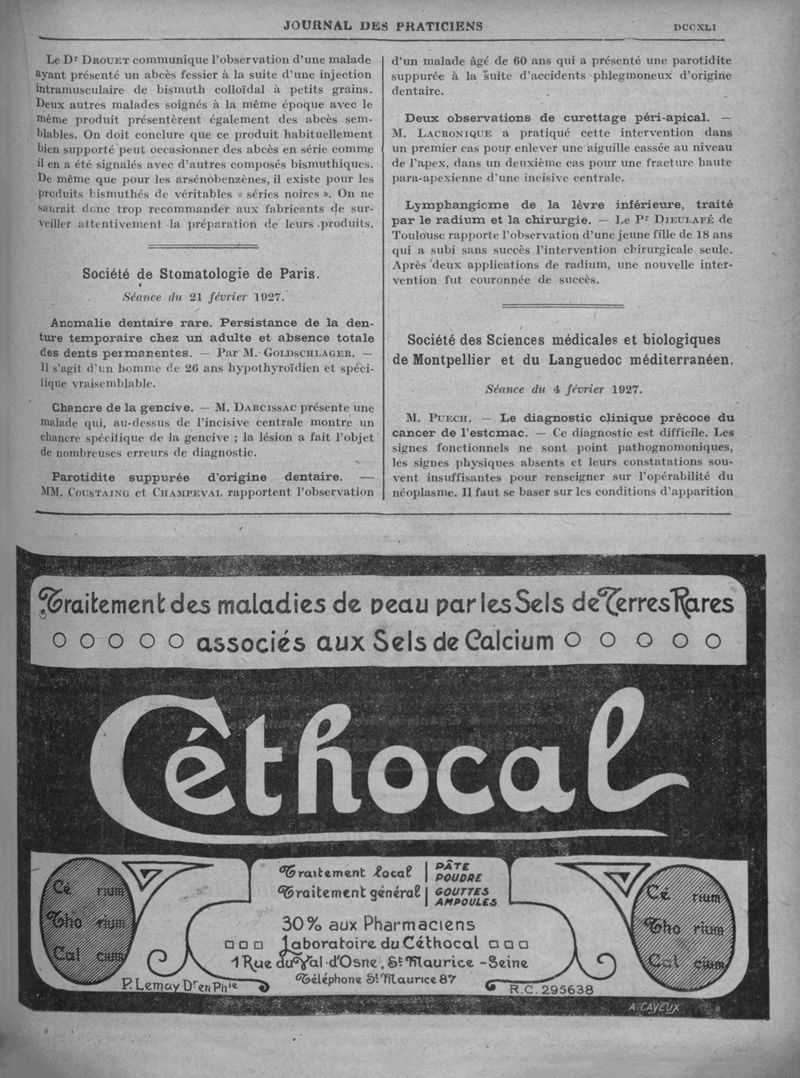 JOURNAL DES PRATICIENS
DCCXLI
Le Dr DROUET communique l'observation d'une malade
ayant présenté un abcès fessier à la suite d'une injection
intramusculaire de bismuth colloïdal à petits grains.
Deux autres malades soignés à la même époque avec le
même produit présentèrent également des abcès sem-
blables. On doit conclure que ce produit habituellement
bien supporté peut occasionner des abcès en série comme
il en a été signalés avec d'autres composés bismuthiques.
De même que pour les arsénobenzènes, il existe pour les
produits bismuthés de véritables « séries noires ». On ne
saurait donc trop recommander aux fabricants de sur-
veiller attentivement la préparation de leurs produits.
Société de Stomatologie de Paris.
Séance du 21 février 1927.
Anomalie dentaire rare. Persistance de la den-
ture temporaire chez un adulte et absence totale
des dents permanentes. — Par M. GOLDSCHLAGER. —
Il s'agit d'un homme de 26 ans hypothyroïdien et spéci-
fique vraisemblable.
Chancre de la gencive. — M. DARCISSAC présente une
malade qui, au-dessus de l'incisive centrale montre un
chancre spécifique de la gencive ; la lésion a fait l'objet
de nombreuses erreurs de diagnostic.
Parotidite suppurée d'origine dentaire. —
MM. COUSTAING et CHAMPEVAL rapportent l'observation
d'un malade âgé de 60 ans qui a présenté une parotidite
suppurée à la suite d'accidents phlegmoneux d'origine
dentaire.
Deux observations de curettage péri-apical. —
M. LACRONIQUE a pratiqué cette intervention dans
un premier cas pour enlever une aiguille cassée au niveau
de l'apex, dans un deuxième cas pour une fracture haute
para-apexienne d'une incisive centrale.
Lymphangiome de la lèvre inférieure, traité
par le radium et la chirurgie. — Le Pr DIEULAFÉ de
Toulouse rapporte l'observation d'une jeune fille de 18 ans
qui a subi sans succès l'intervention chirurgicale seule.
Après deux applications de radium, une nouvelle inter-
vention fut couronnée de succès.
Société des Sciences médicales et biologiques
de Montpellier et du Languedoc méditerranéen.
Séance du 4 février 1927.
M. PUECH. — Le diagnostic clinique précoce du
cancer de l'estomac. — Ce diagnostic est difficile. Les
signes fonctionnels ne sont point pathognomoniques,
les signes physiques absents et leurs constatations sou-
vent insuffisantes pour renseigner sur l'opérabilité du
néoplasme. Il faut se baser sur les conditions d'apparition
Traitement des maladies de peau par les Sels de Terres Rares
associés aux Sels de Calcium
Céthocal
Cé rium
Tho rium
Cal cium
Traitement local | PÂTE POUDRE
Traitement général | GOUTTES AMPOULES
30% aux Pharmaciens
Laboratoire du Céthocal
1 Rue du Val-d'Osne, St Maurice - Seine
Téléphone St Maurice 87
Cé rium
Tho rium
Cal cium
P. Lemay Dr en Phie
R.C. 295638
A. CAYEUX